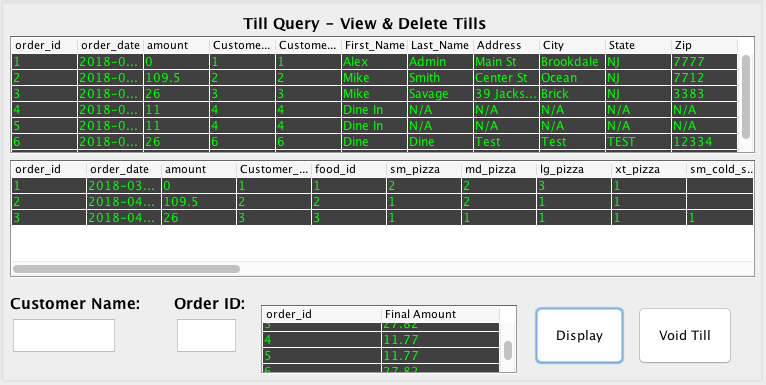 Till Query – View & Delete Tills
order_id order_date amount Custome... Custome... First_Name Last_Name Address City State Zip
1 2018-0... 0 1 1 Alex Admin Main St Brookdale NJ 7777
2 2018-0... 109.5 2 2 Mike Smith Center St Ocean NJ 7712
3 2018-0... 26 3 3 Mike Savage 39 Jacks... Brick NJ 3383
4 2018-0... 11 4 4 Dine In N/A N/A N/A N/A N/A
5 2018-0... 11 4 4 Dine In N/A N/A N/A N/A N/A
6 2018-0... 26 6 6 Dine Dine Test Test TEST 12334
order_id order_date amount Customer_... food_id sm_pizza md_pizza lg_pizza xt_pizza sm_cold_s...
1 2018-03... 0 1 1 2 2 3 1
2 2018-04... 109.5 2 2 1 2 1 1
3 2018-04... 26 3 3 1 1 1 1 1
Customer Name: Order ID:
order_id Final Amount
3 27.82
4 11.77
5 11.77
6 27.82
Display Void Till